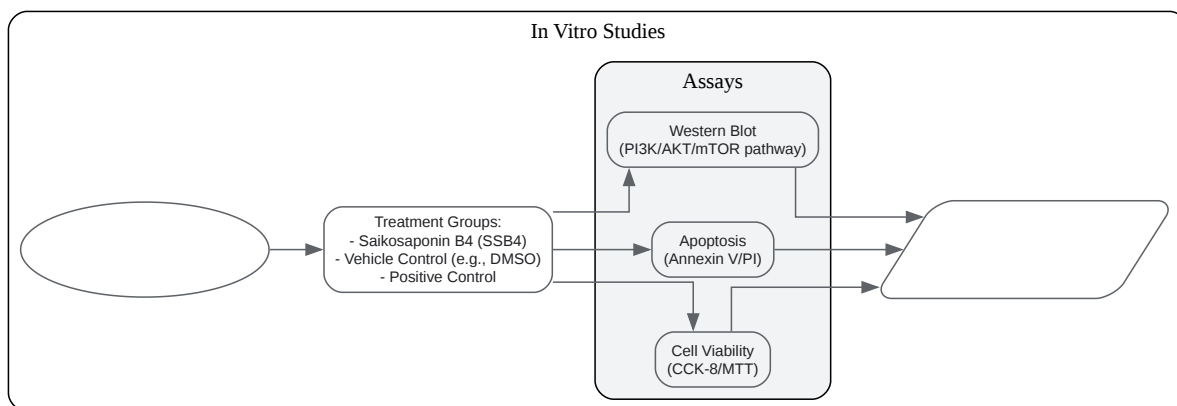 In Vitro Studies
Assays
Western Blot
(PI3K/AKT/mTOR pathway)
Treatment Groups:
- Saikosaponin B4 (SSB4)
- Vehicle Control (e.g., DMSO)
- Positive Control
Apoptosis
(Annexin V/PI)
Cell Viability
(CCK-8/MTT)